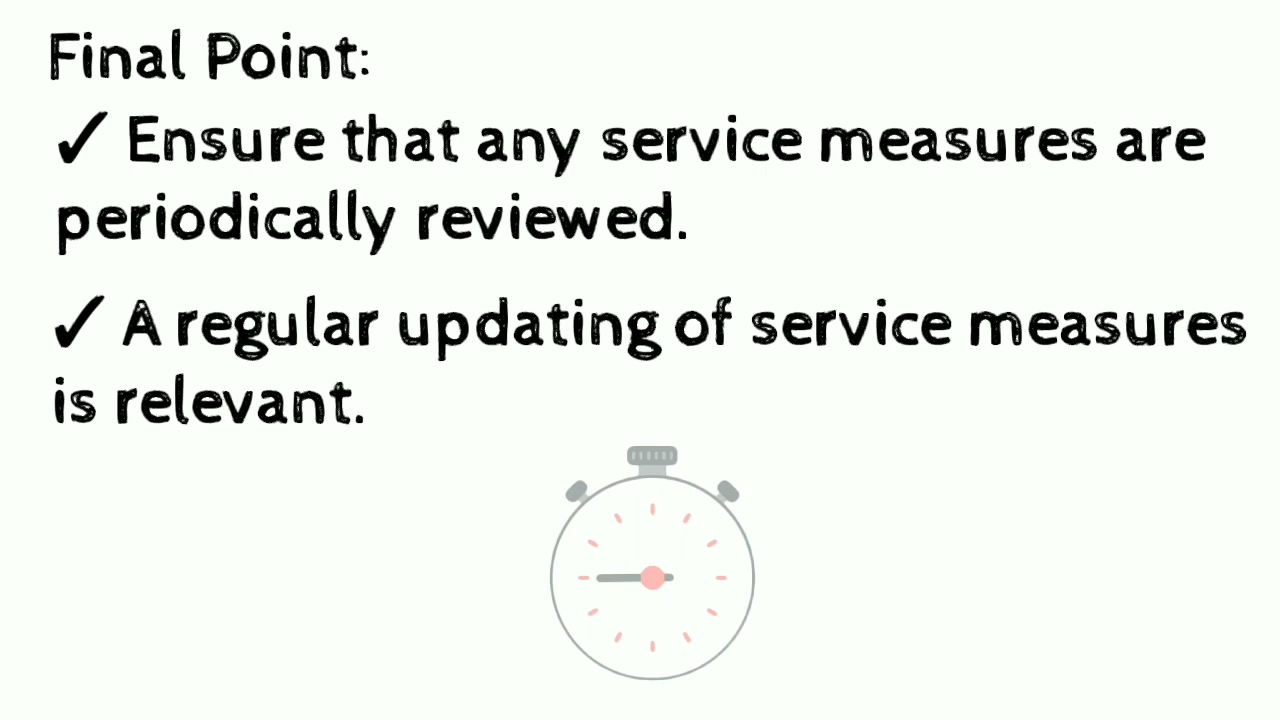 Final Point:
✓ Ensure that any service measures are
periodically reviewed.
✓ A regular updating of service measures
is relevant.